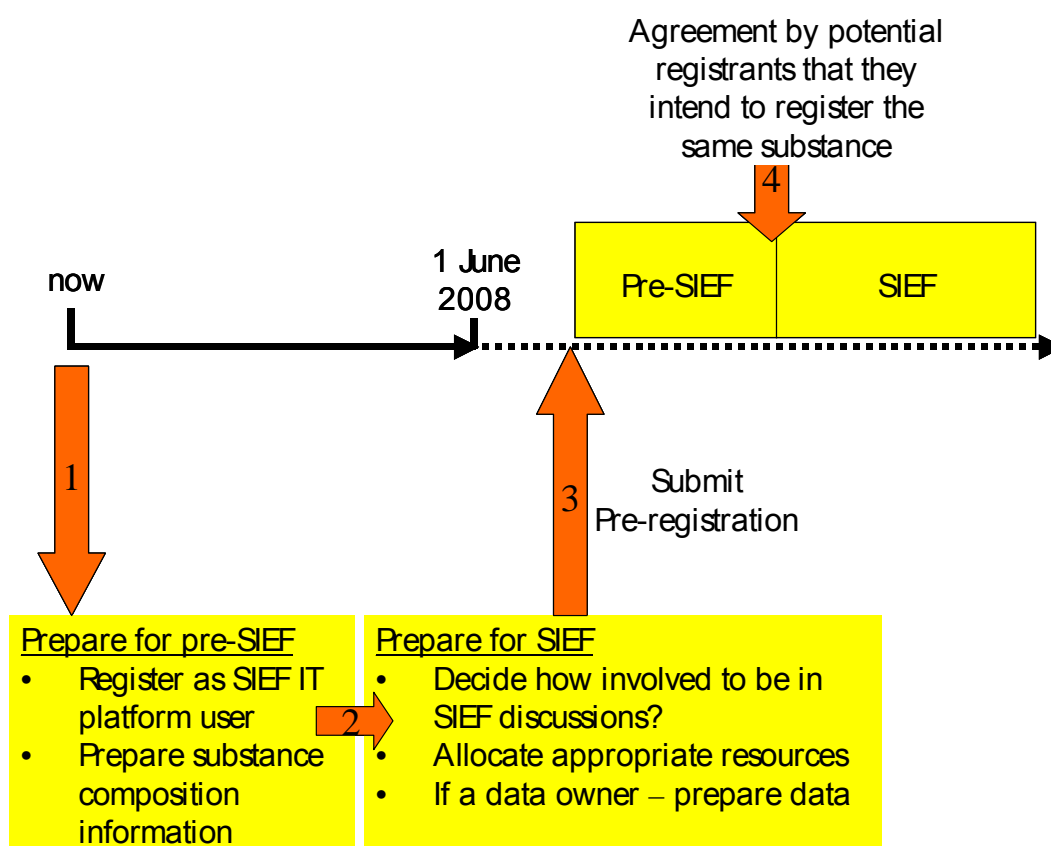 Agreement by potential
registrants that they
intend to register the
same substance
4
now
1 June
2008
Pre-SIEF
SIEF
1
3
Submit
Pre-registration
Prepare for pre-SIEF
• Register as SIEF IT
platform user
• Prepare substance
composition
information
2
Prepare for SIEF
• Decide how involved to be in
SIEF discussions?
• Allocate appropriate resources
• If a data owner – prepare data